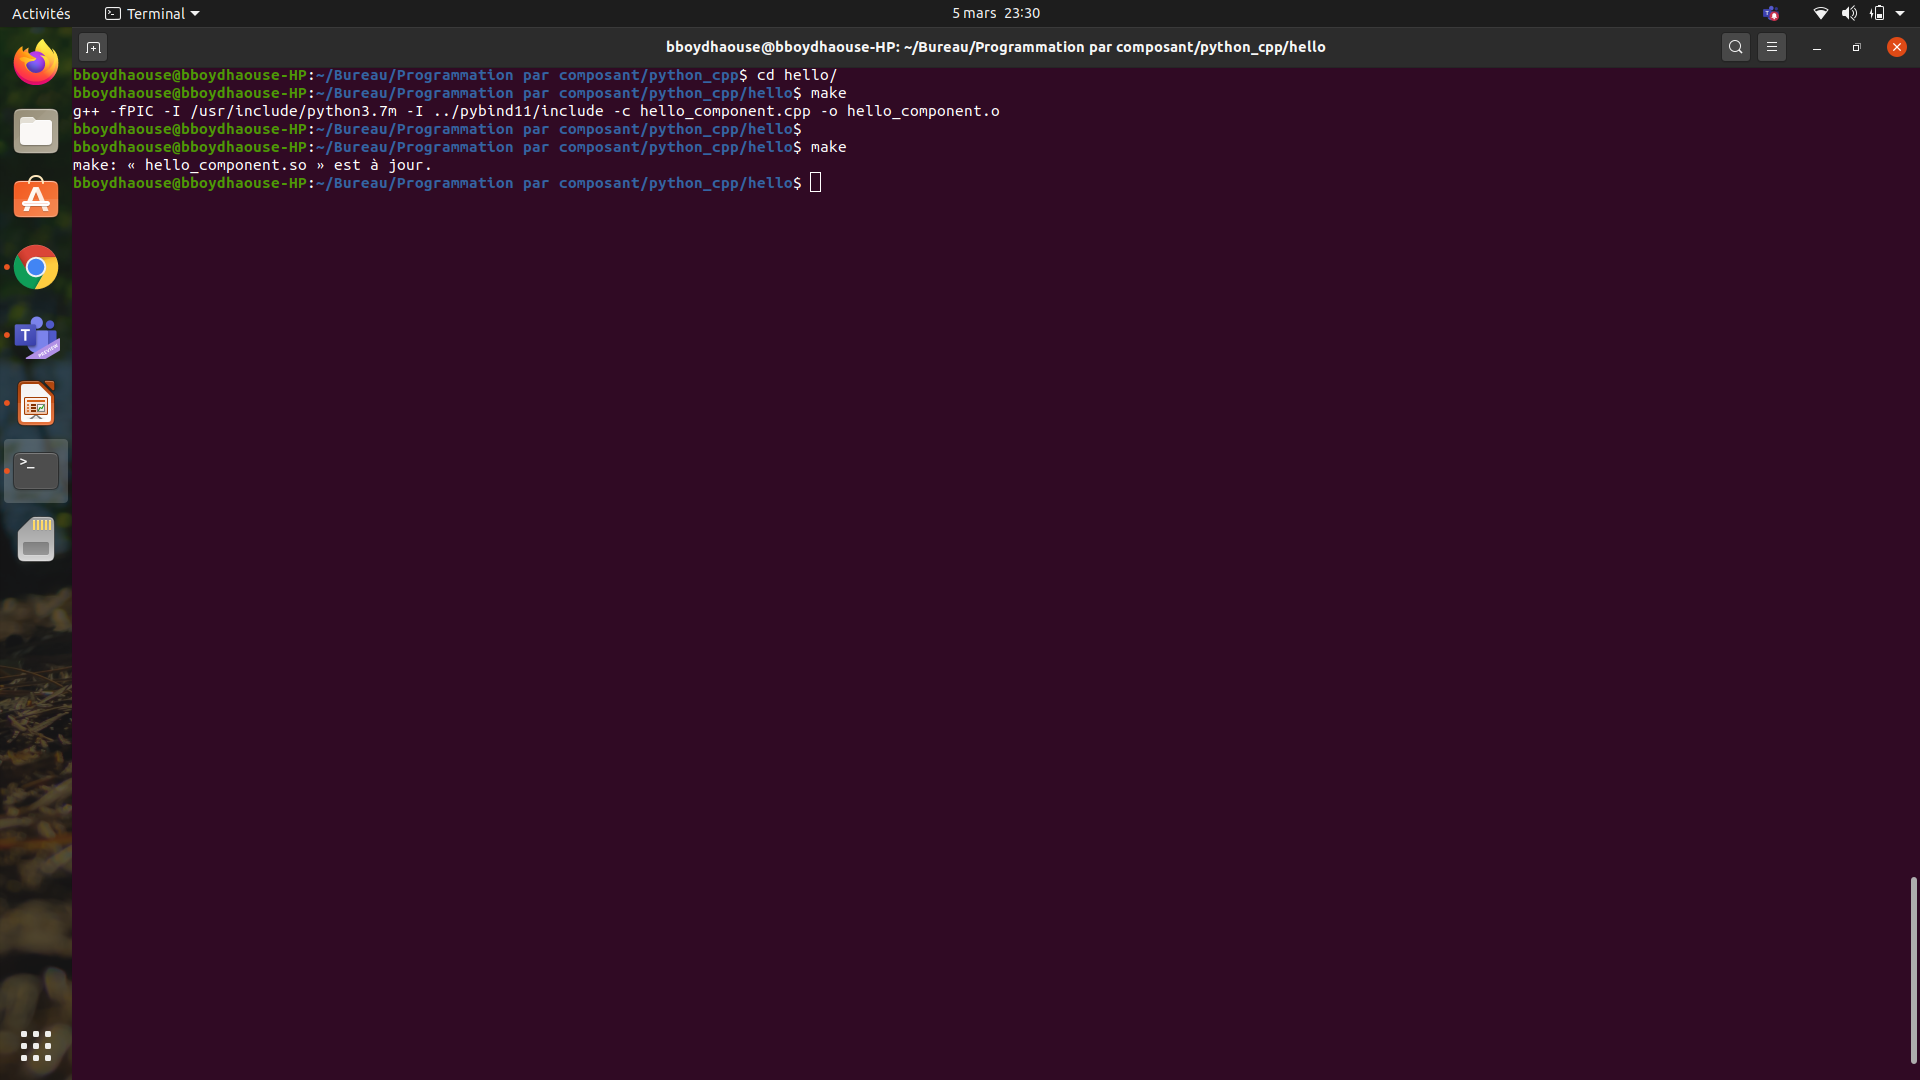 Activités Terminal 5 mars 23:30
bboydhaouse@bboydhaouse-HP: ~/Bureau/Programmation par composant/python_cpp/hello
bboydhaouse@bboydhaouse-HP:~/Bureau/Programmation par composant/python_cpp$ cd hello/
bboydhaouse@bboydhaouse-HP:~/Bureau/Programmation par composant/python_cpp/hello$ make
g++ -fPIC -I /usr/include/python3.7m -I ../pybind11/include -c hello_component.cpp -o hello_component.o
bboydhaouse@bboydhaouse-HP:~/Bureau/Programmation par composant/python_cpp/hello$
bboydhaouse@bboydhaouse-HP:~/Bureau/Programmation par composant/python_cpp/hello$ make
make: « hello_component.so » est à jour.
bboydhaouse@bboydhaouse-HP:~/Bureau/Programmation par composant/python_cpp/hello$
T
PREVIEW
>_